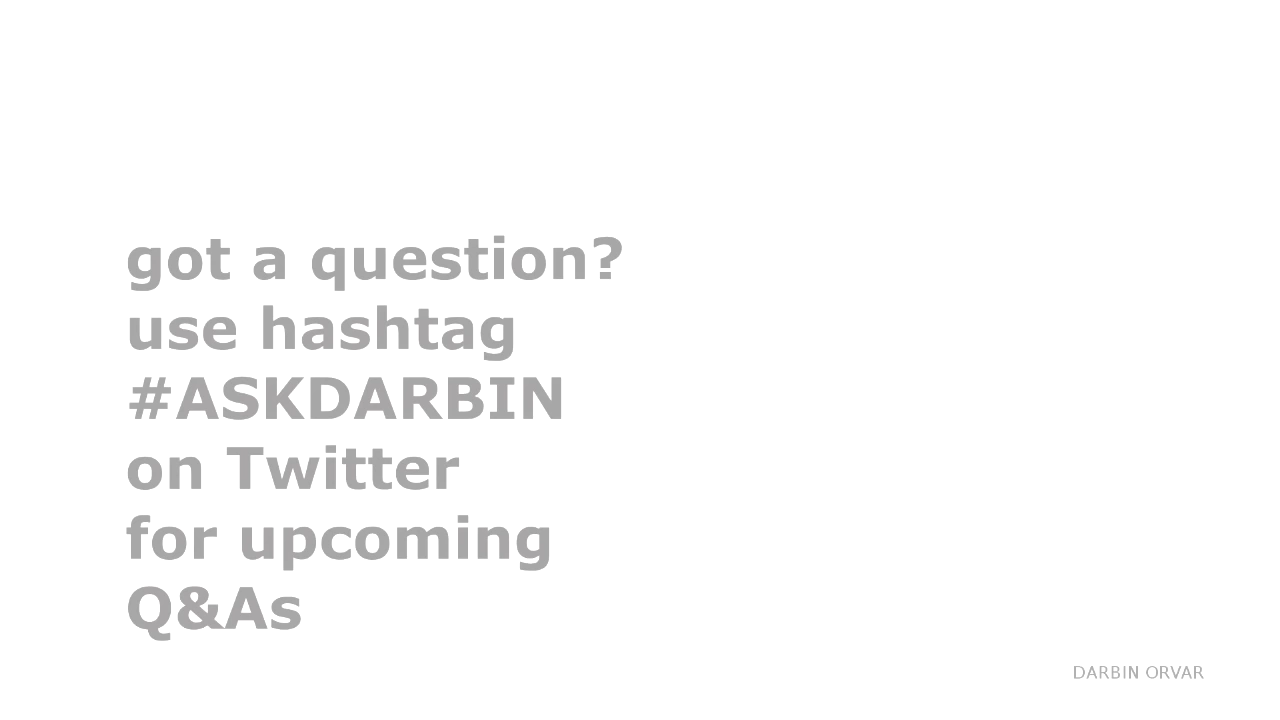 got a question?
use hashtag
#ASKDARBIN
on Twitter
for upcoming
Q&As
DARBIN ORVAR